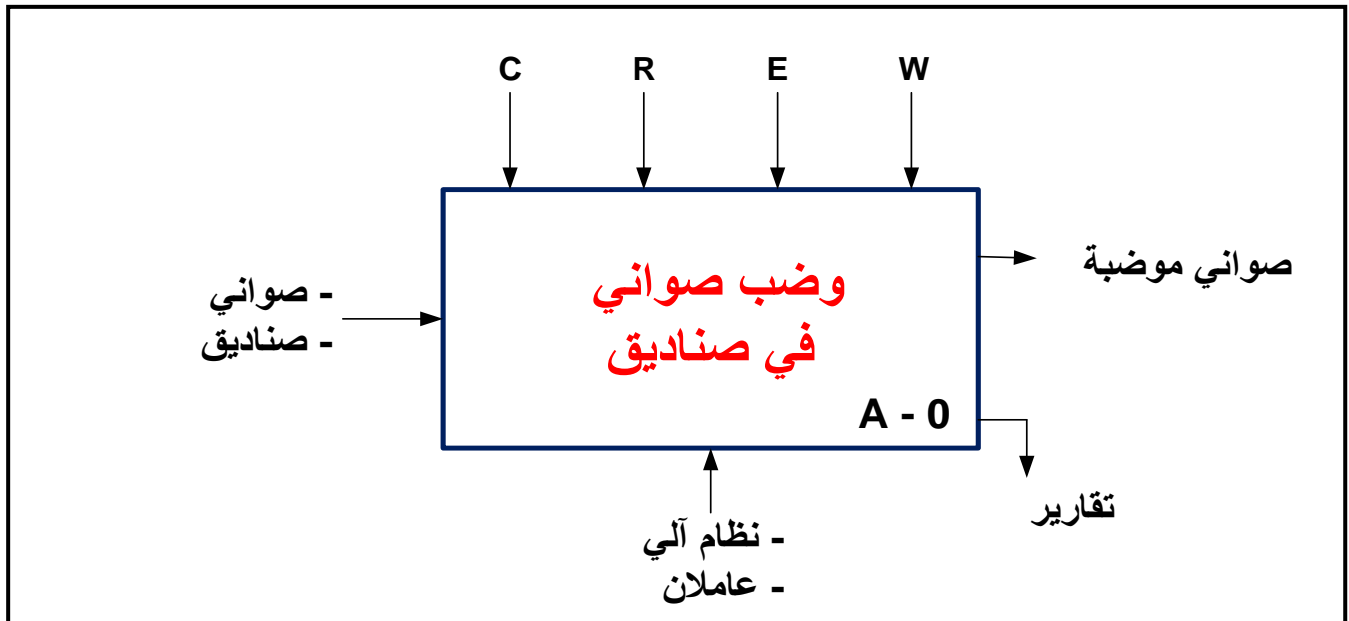 C R E W
وضب صواني
في صناديق
A - 0
- صواني
- صناديق
صواني موضبة
تقارير
- نظام آلي
- عاملان